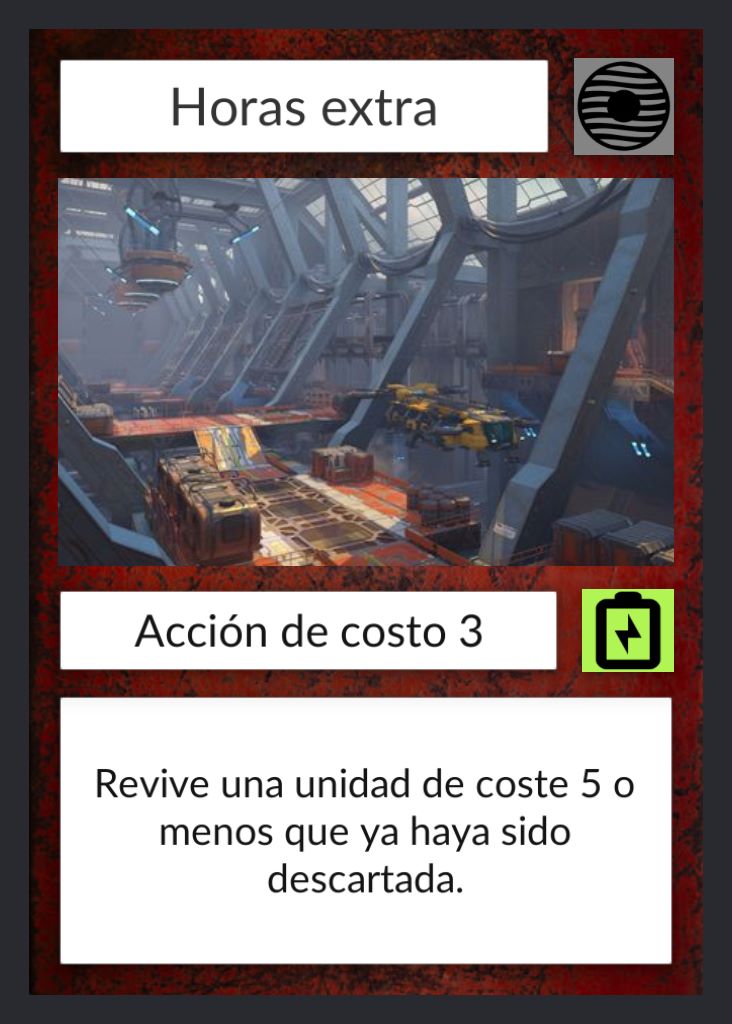 Horas extra
Acción de costo 3
Revive una unidad de coste 5 o
menos que ya haya sido
descartada.